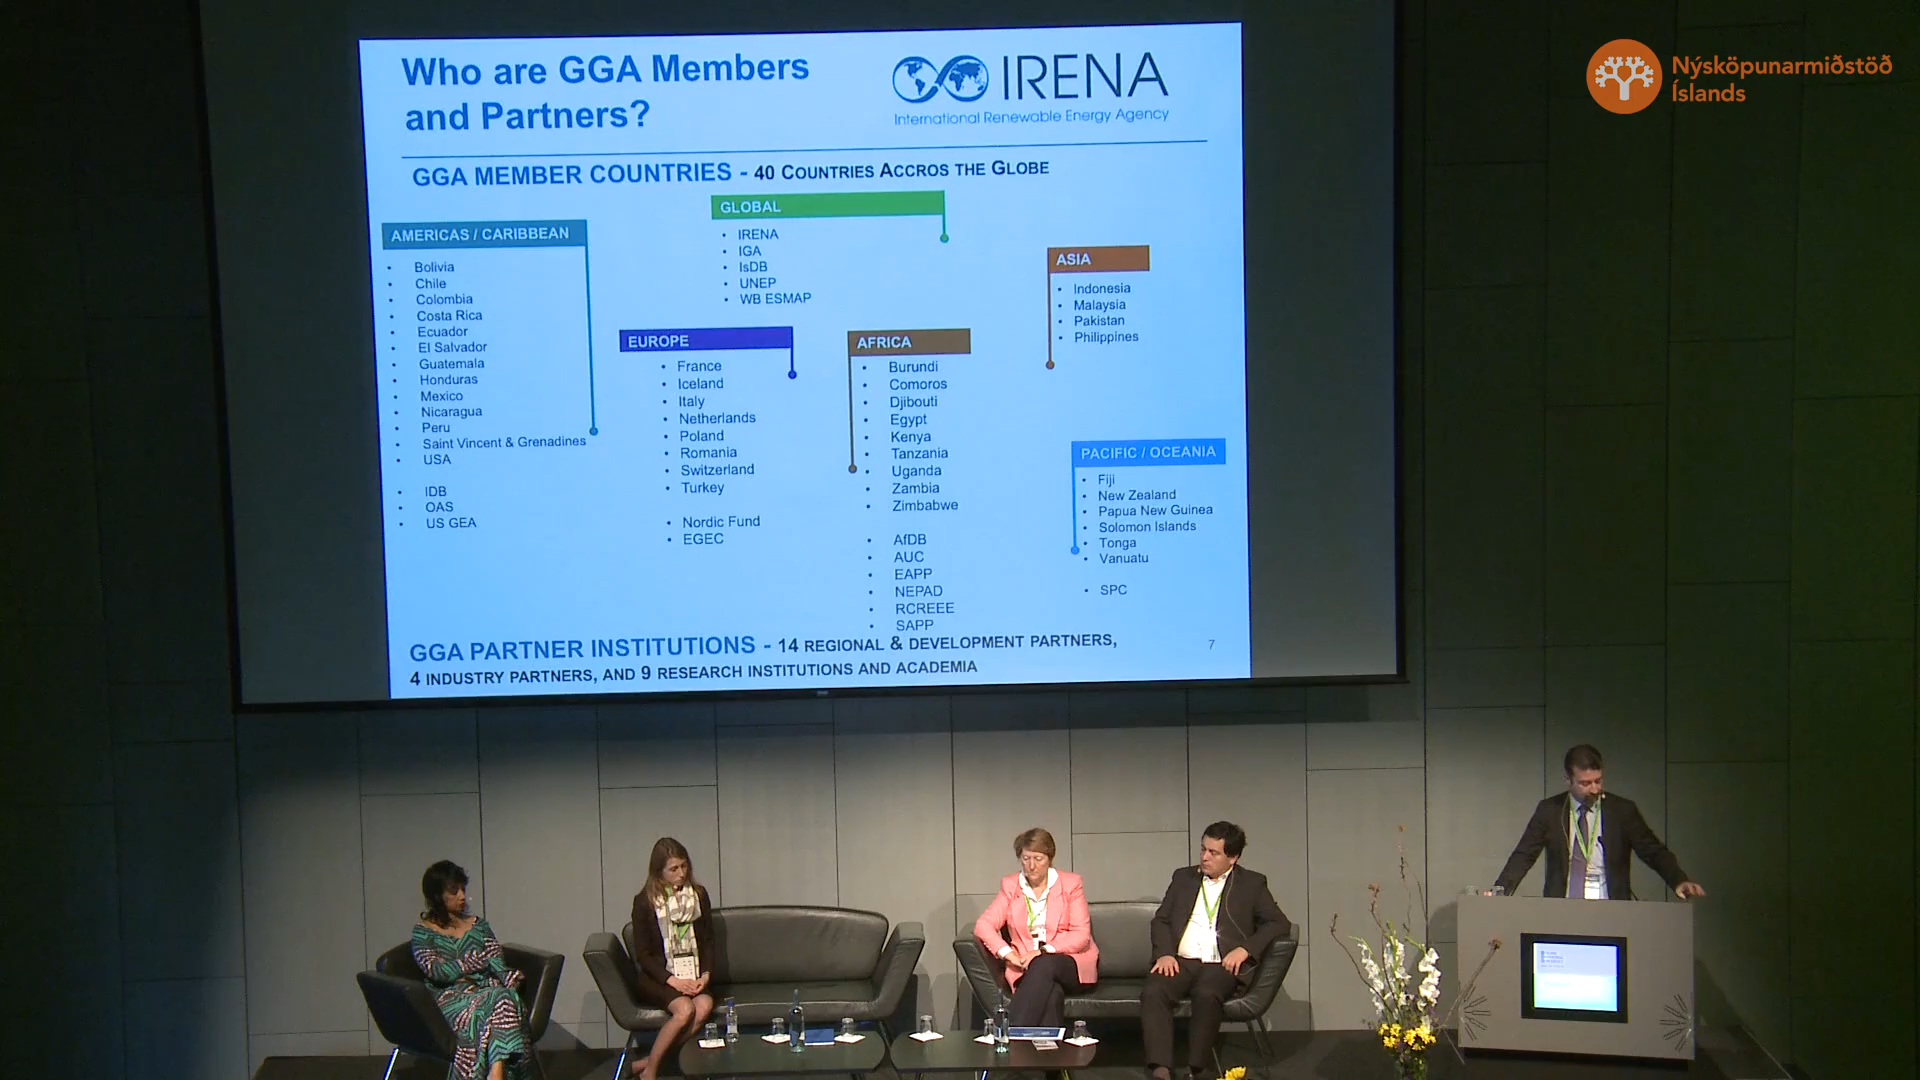 Who are GGA Members
and Partners?
IRENA
International Renewable Energy Agency
Nýsköpunarmiðstöð
Íslands
GGA MEMBER COUNTRIES - 40 COUNTRIES ACCROS THE GLOBE
AMERICAS / CARIBBEAN
• Bolivia
• Chile
• Colombia
• Costa Rica
• Ecuador
• El Salvador
• Guatemala
• Honduras
• Mexico
• Nicaragua
• Peru
• Saint Vincent & Grenadines
• USA
• IDB
• OAS
• US GEA
GLOBAL
• IRENA
• IGA
• IsDB
• UNEP
• WB ESMAP
EUROPE
• France
• Iceland
• Italy
• Netherlands
• Poland
• Romania
• Switzerland
• Turkey
• Nordic Fund
• EGEC
AFRICA
• Burundi
• Comoros
• Djibouti
• Egypt
• Kenya
• Tanzania
• Uganda
• Zambia
• Zimbabwe
• AfDB
• AUC
• EAPP
• NEPAD
• RCREEE
• SAPP
ASIA
• Indonesia
• Malaysia
• Pakistan
• Philippines
PACIFIC / OCEANIA
• Fiji
• New Zealand
• Papua New Guinea
• Solomon Islands
• Tonga
• Vanuatu
• SPC
GGA PARTNER INSTITUTIONS - 14 REGIONAL & DEVELOPMENT PARTNERS,
4 INDUSTRY PARTNERS, AND 9 RESEARCH INSTITUTIONS AND ACADEMIA
7